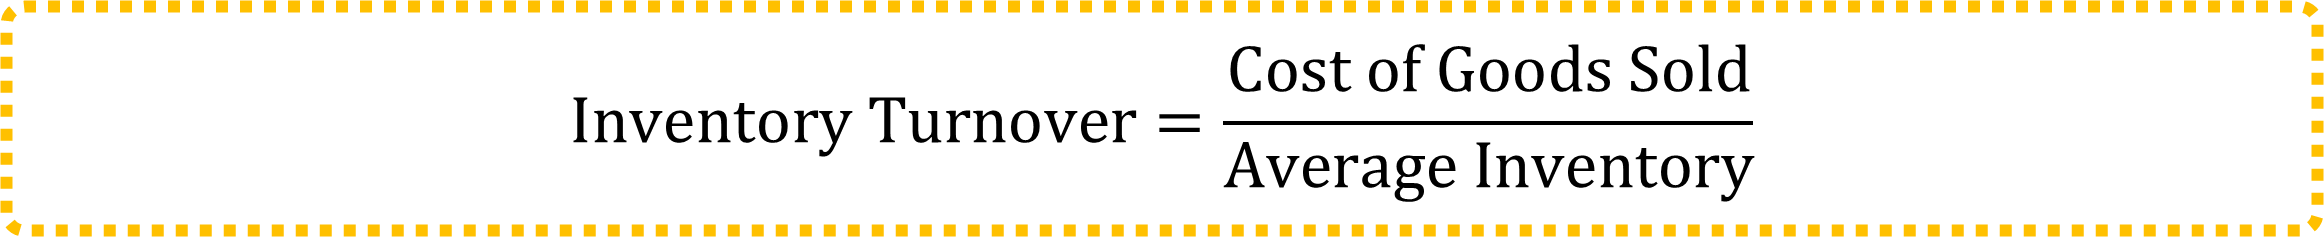 Inventory Turnover = Cost of Goods Sold / Average Inventory